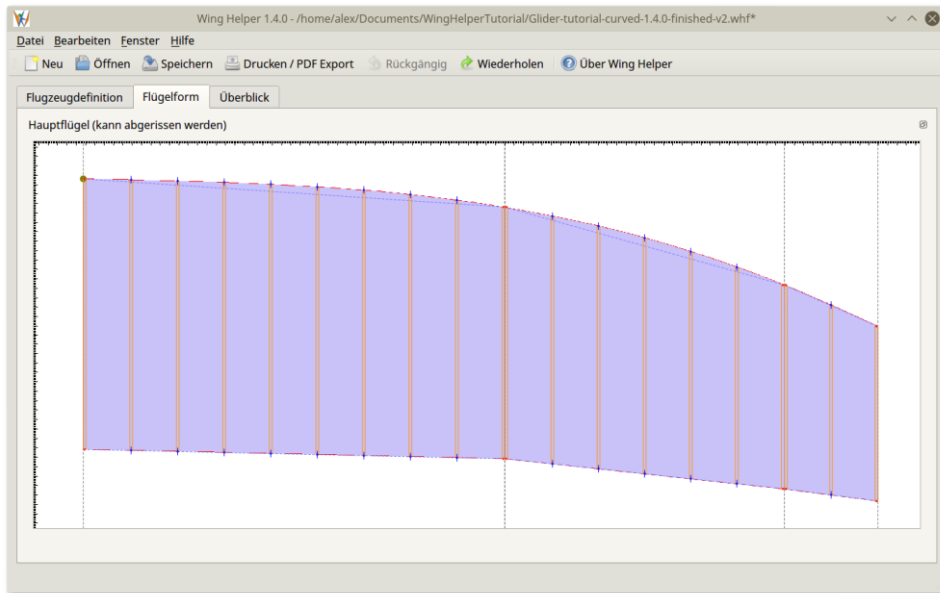 Wing Helper 1.4.0 - /home/alex/Documents/WingHelperTutorial/Glider-tutorial-curved-1.4.0-finished-v2.whf*
Datei Bearbeiten Fenster Hilfe
Neu Öffnen Speichern Drucken / PDF Export Rückgängig Wiederholen Über Wing Helper
Flugzeugdefinition Flügelform Überblick
Hauptflügel (kann abgerissen werden)